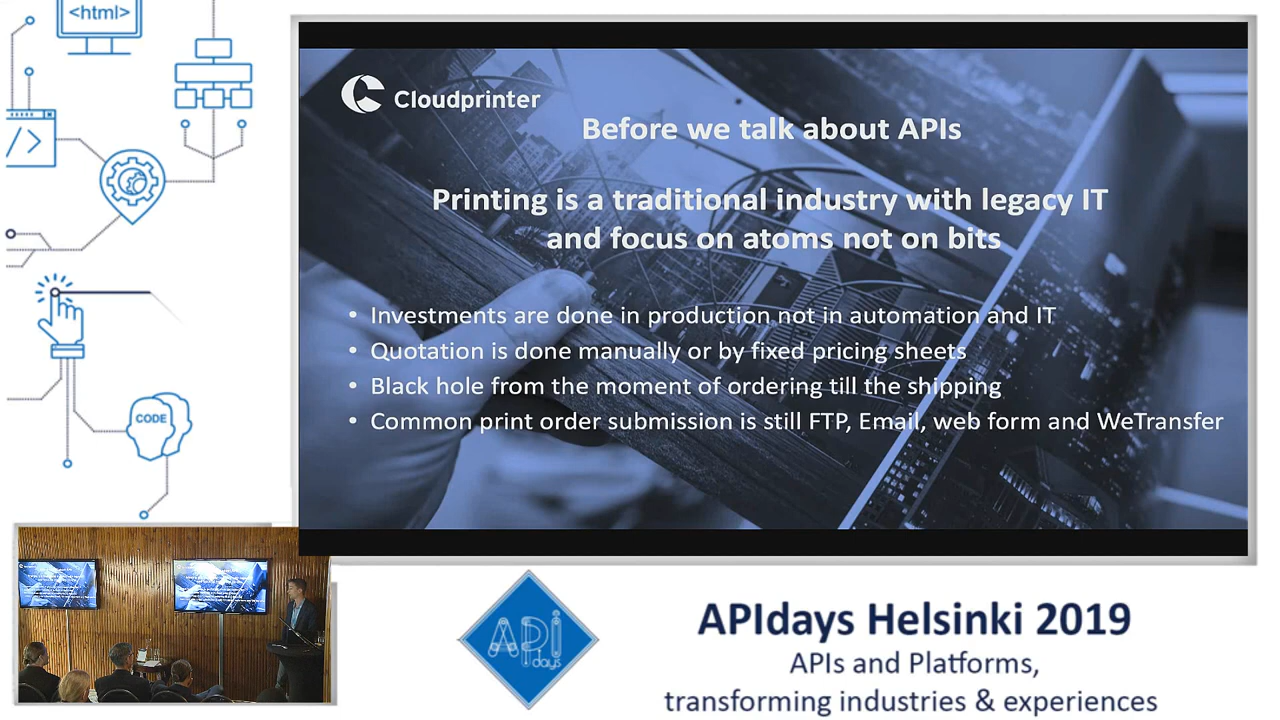 <html>
</>
CODE
Cloudprinter
Before we talk about APIs
Printing is a traditional industry with legacy IT
and focus on atoms not on bits
• Investments are done in production not in automation and IT
• Quotation is done manually or by fixed pricing sheets
• Black hole from the moment of ordering till the shipping
• Common print order submission is still FTP, Email, web form and WeTransfer
API
days
APIdays Helsinki 2019
APIs and Platforms,
transforming industries & experiences